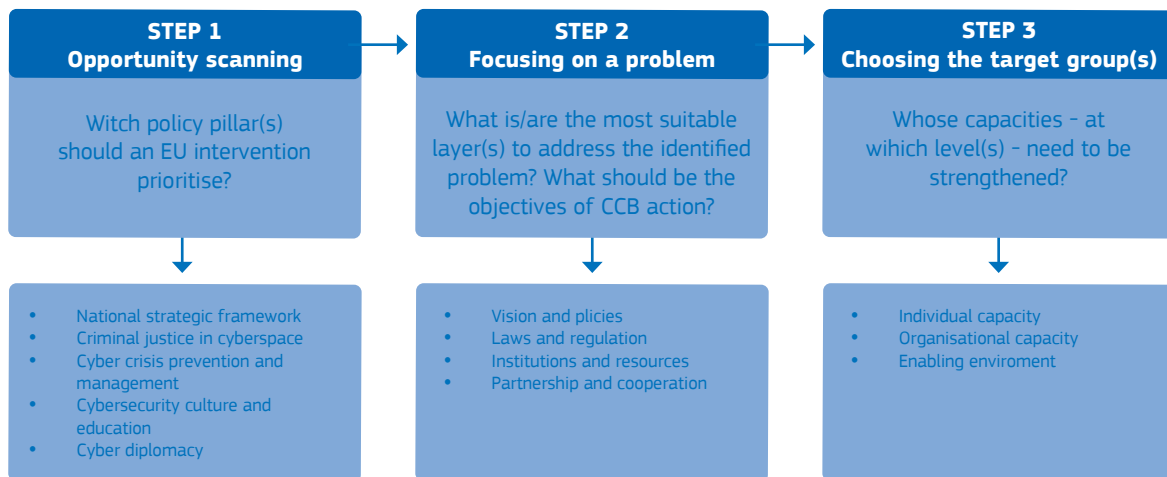 STEP 1
Opportunity scanning
Witch policy pillar(s)
should an EU intervention
prioritise?
• National strategic framework
• Criminal justice in cyberspace
• Cyber crisis prevention and
management
• Cybersecurity culture and
education
• Cyber diplomacy
STEP 2
Focusing on a problem
What is/are the most suitable
layer(s) to address the identified
problem? What should be the
objectives of CCB action?
• Vision and plicies
• Laws and regulation
• Institutions and resources
• Partnership and cooperation
STEP 3
Choosing the target group(s)
Whose capacities - at
wihich level(s) - need to be
strengthened?
• Individual capacity
• Organisational capacity
• Enabling enviroment